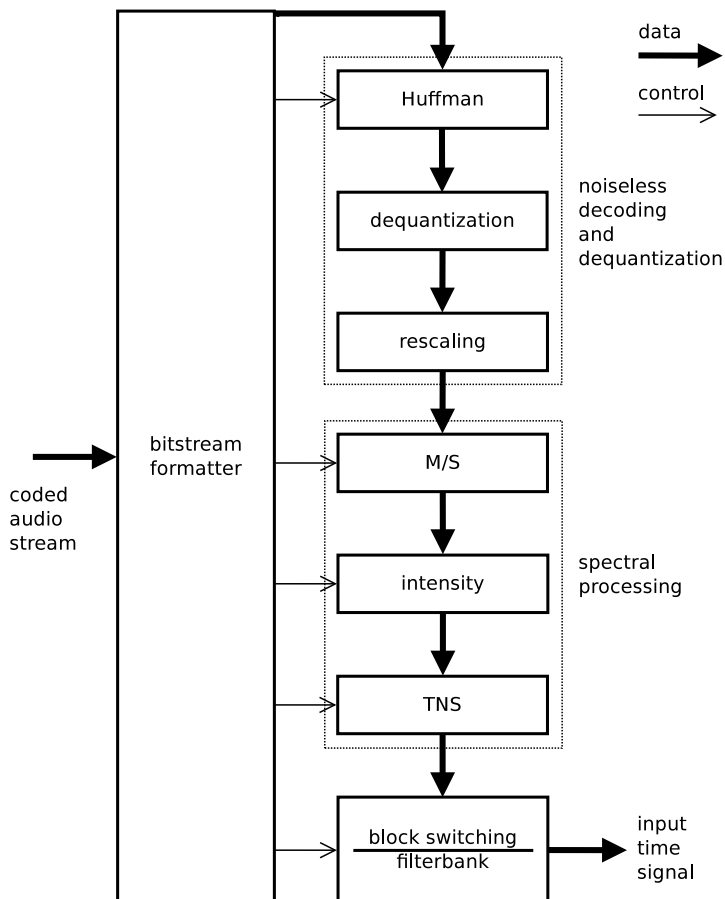 data
control
Huffman
noiseless
decoding
and
dequantization
dequantization
rescaling
bitstream
formatter
coded
audio
stream
M/S
intensity
spectral
processing
TNS
block switching
filterbank
input
time
signal